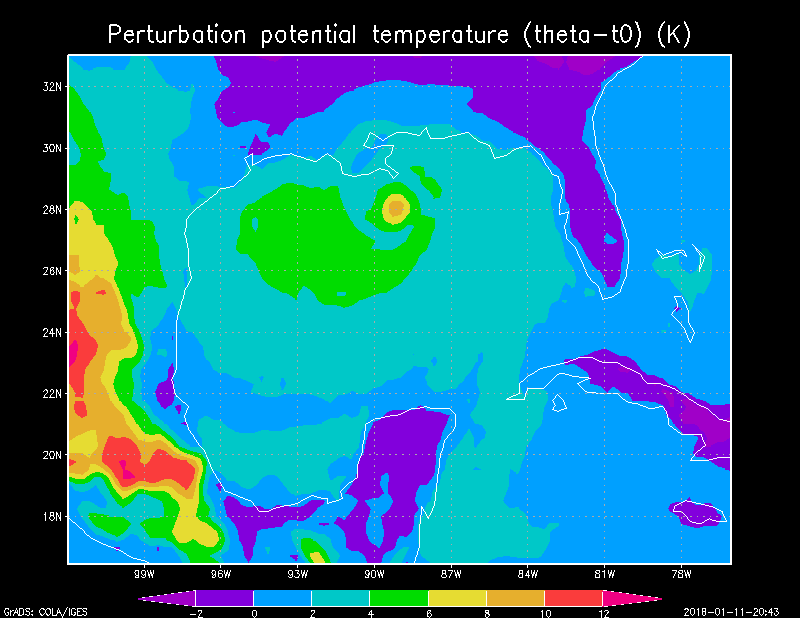 Perturbation potential temperature (theta-t0) (K)
32N
30N
28N
26N
24N
22N
20N
18N
99W 96W 93W 90W 87W 84W 81W 78W
-2 0 2 4 6 8 10 12
GrADS: COLA/IGES 2018-01-11-20:43